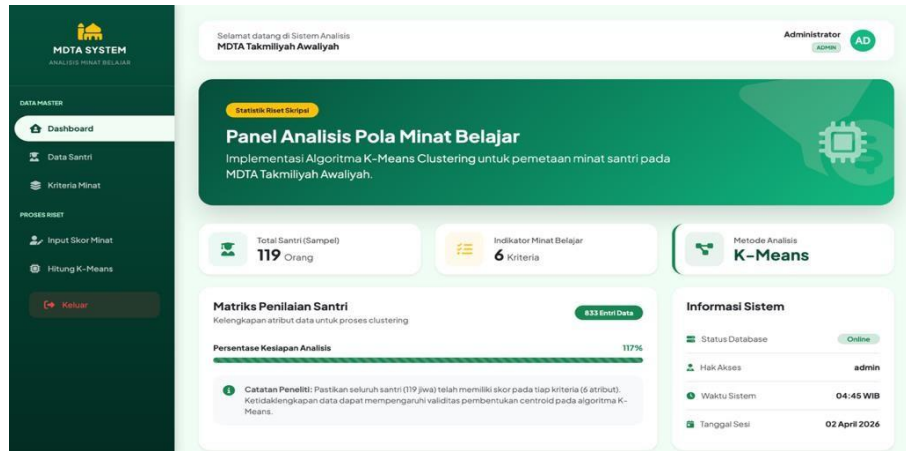 MDTA SYSTEM
ANALISIS MINAT BELAJAR
DATA MASTER
Dashboard
Data Santri
Kriteria Minat
PROSES RISET
Input Skor Minat
Hitung K-Means
Keluar
Selamat datang di Sistem Analisis
MDTA Takmiliyah Awaliyah
Administrator
ADMIN
AD
Statistik Riset Skripsi
Panel Analisis Pola Minat Belajar
Implementasi Algoritma K-Means Clustering untuk pemetaan minat santri pada
MDTA Takmiliyah Awaliyah.
Total Santri (Sampel)
119 Orang
Indikator Minat Belajar
6 Kriteria
Metode Analisis
K-Means
Matriks Penilaian Santri
Kelengkapan atribut data untuk proses clustering
833 Entri Data
Persentase Kesiapan Analisis
117%
Catatan Peneliti: Pastikan seluruh santri (119 jiwa) telah memiliki skor pada tiap kriteria (6 atribut).
Ketidaklengkapan data dapat mempengaruhi validitas pembentukan centroid pada algoritma K-
Means.
Informasi Sistem
Status Database
Online
Hak Akses
admin
Waktu Sistem
04:45 WIB
Tanggal Sesi
02 April 2026